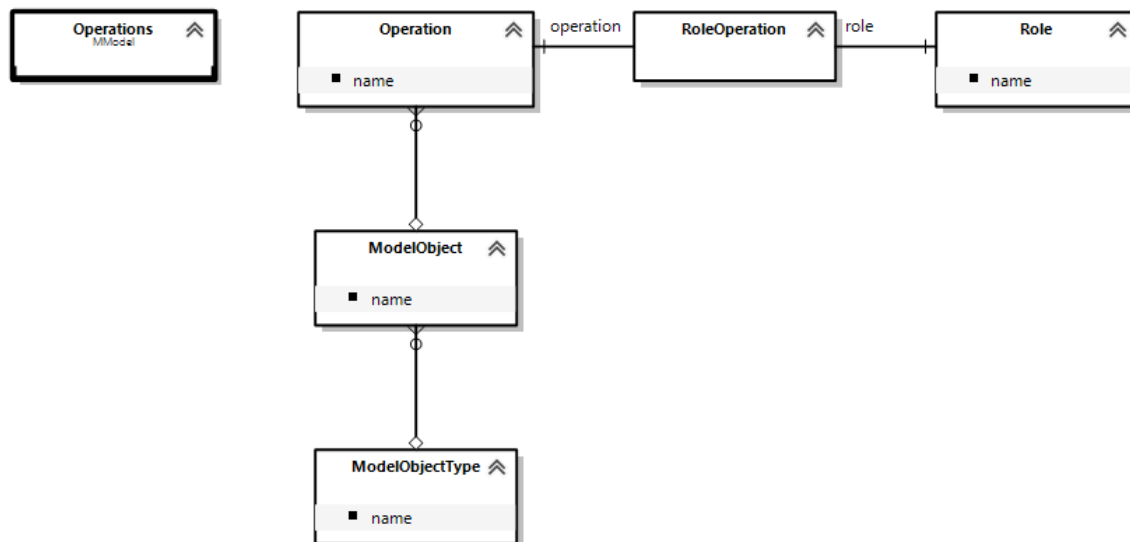 Operations
MModel
Operation
name
operation
RoleOperation
role
Role
name
ModelObject
name
ModelObjectType
name